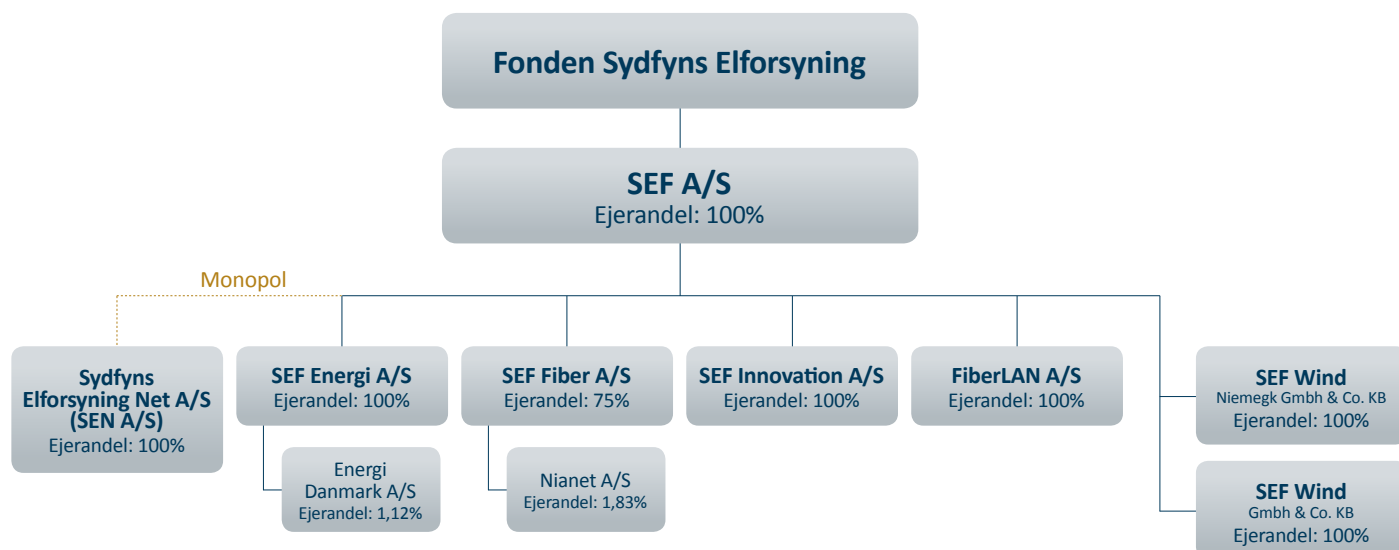 Fonden Sydfyns Elforsyning
SEF A/S
Ejerandel: 100%
Monopol
Sydfyns
Elforsyning Net A/S
(SEN A/S)
Ejerandel: 100%
SEF Energi A/S
Ejerandel: 100%
SEF Fiber A/S
Ejerandel: 75%
SEF Innovation A/S
Ejerandel: 100%
FiberLAN A/S
Ejerandel: 100%
SEF Wind
Niemegk Gmbh & Co. KB
Ejerandel: 100%
Energi
Danmark A/S
Ejerandel: 1,12%
Nianet A/S
Ejerandel: 1,83%
SEF Wind
Gmbh & Co. KB
Ejerandel: 100%